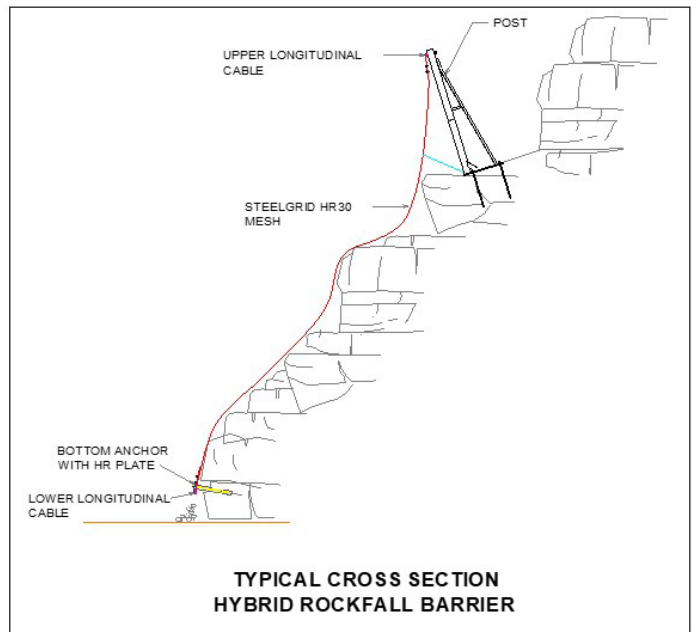 POST
UPPER LONGITUDINAL
CABLE
STEELGRID HR30
MESH
BOTTOM ANCHOR
WITH HR PLATE
LOWER LONGITUDINAL
CABLE
TYPICAL CROSS SECTION
HYBRID ROCKFALL BARRIER